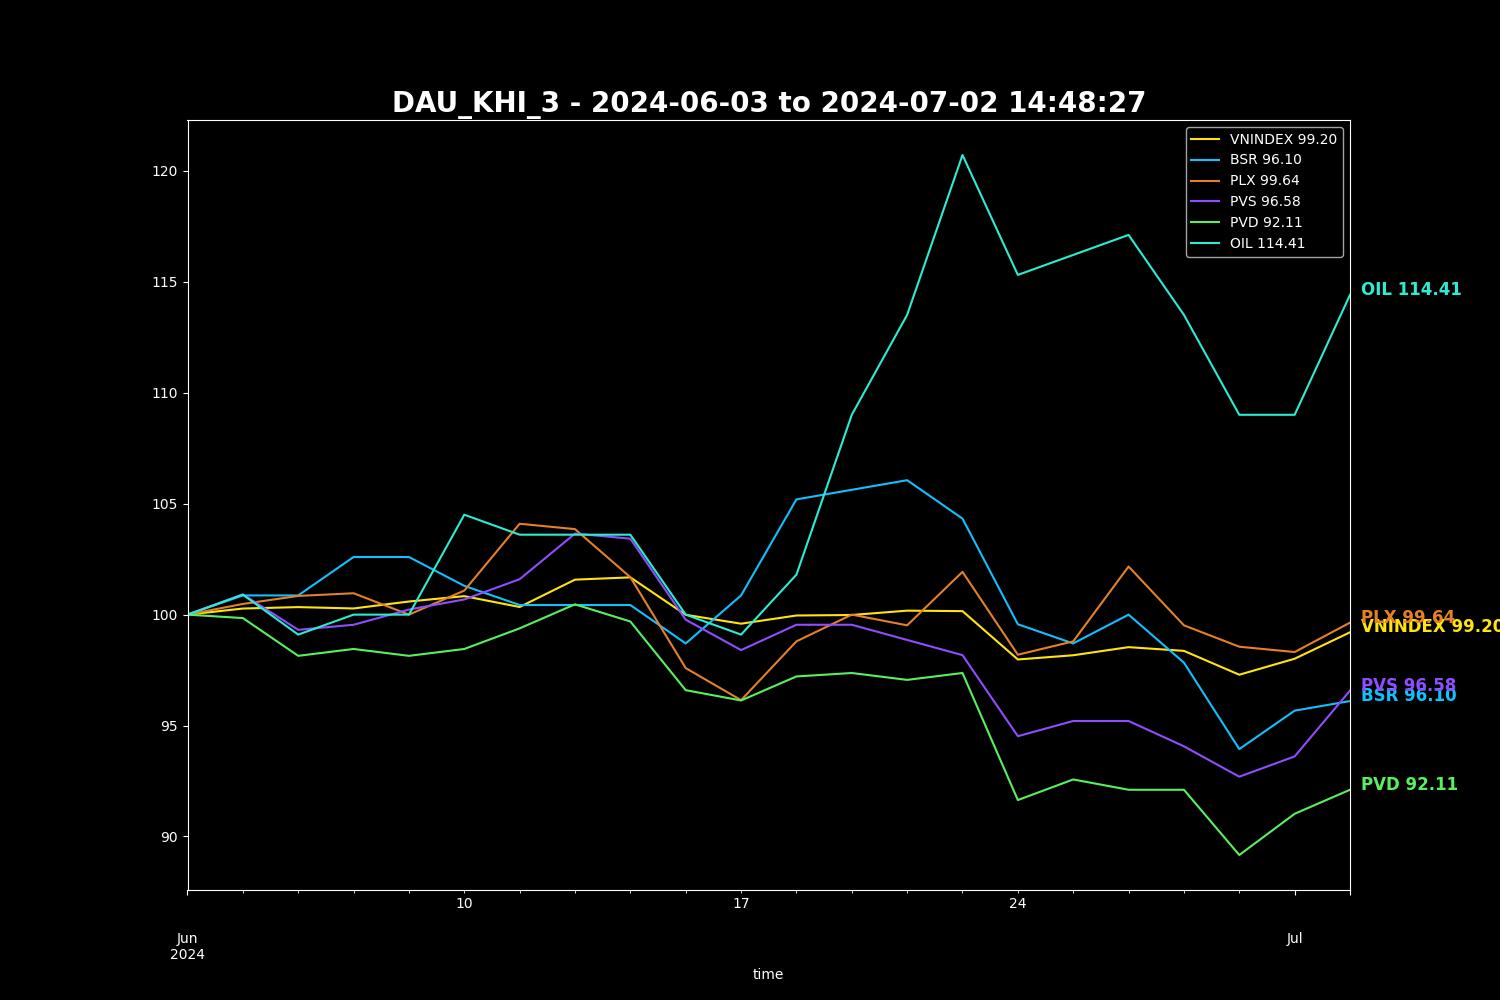 DAU_KHI_3 - 2024-06-03 to 2024-07-02 14:48:27
VNINDEX 99.20
BSR 96.10
PLX 99.64
PVS 96.58
PVD 92.11
OIL 114.41
120
115
110
105
100
95
90
OIL 114.41
PLX 99.64
VNINDEX 99.20
PVS 96.58
BSR 96.10
PVD 92.11
10 17 24
Jun Jul
2024
time